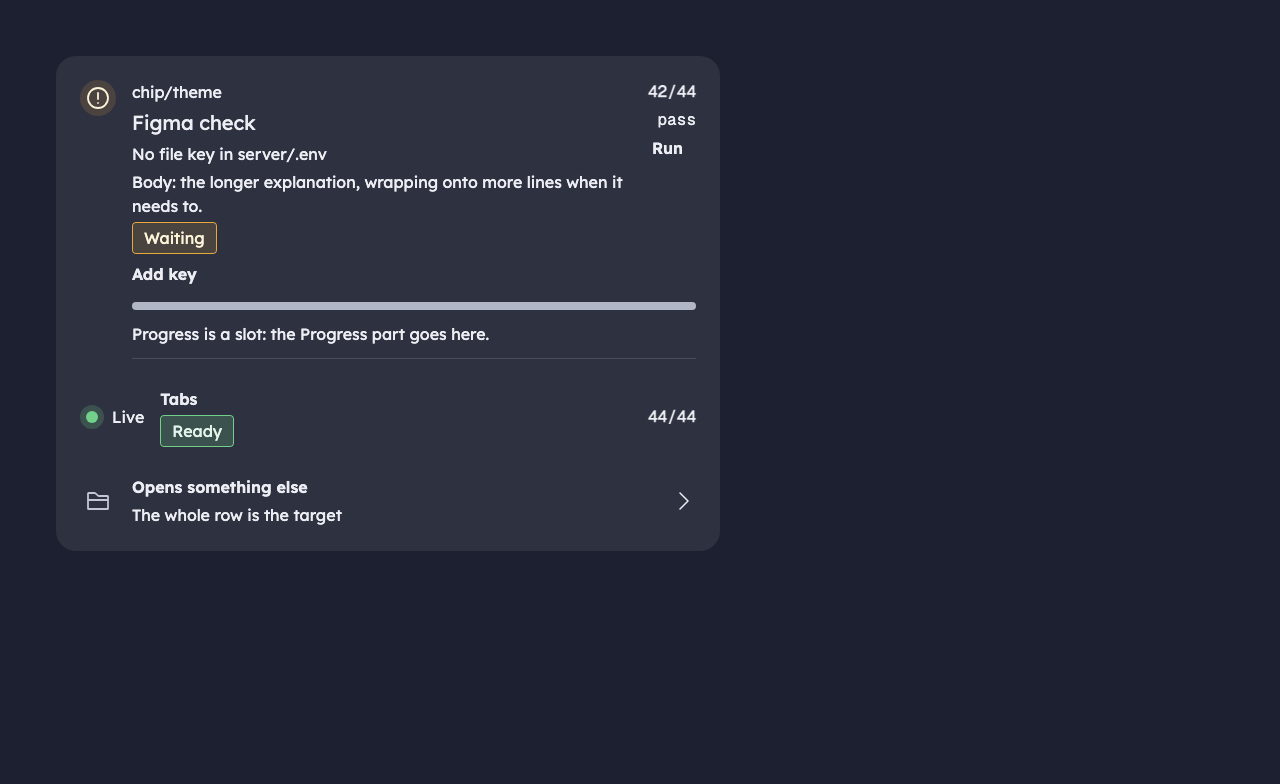 chip/theme
42/44
Figma check
pass
No file key in server/.env
Run
Body: the longer explanation, wrapping onto more lines when it
needs to.
Waiting
Add key
Progress is a slot: the Progress part goes here.
Live
Tabs
Ready
44/44
Opens something else
The whole row is the target